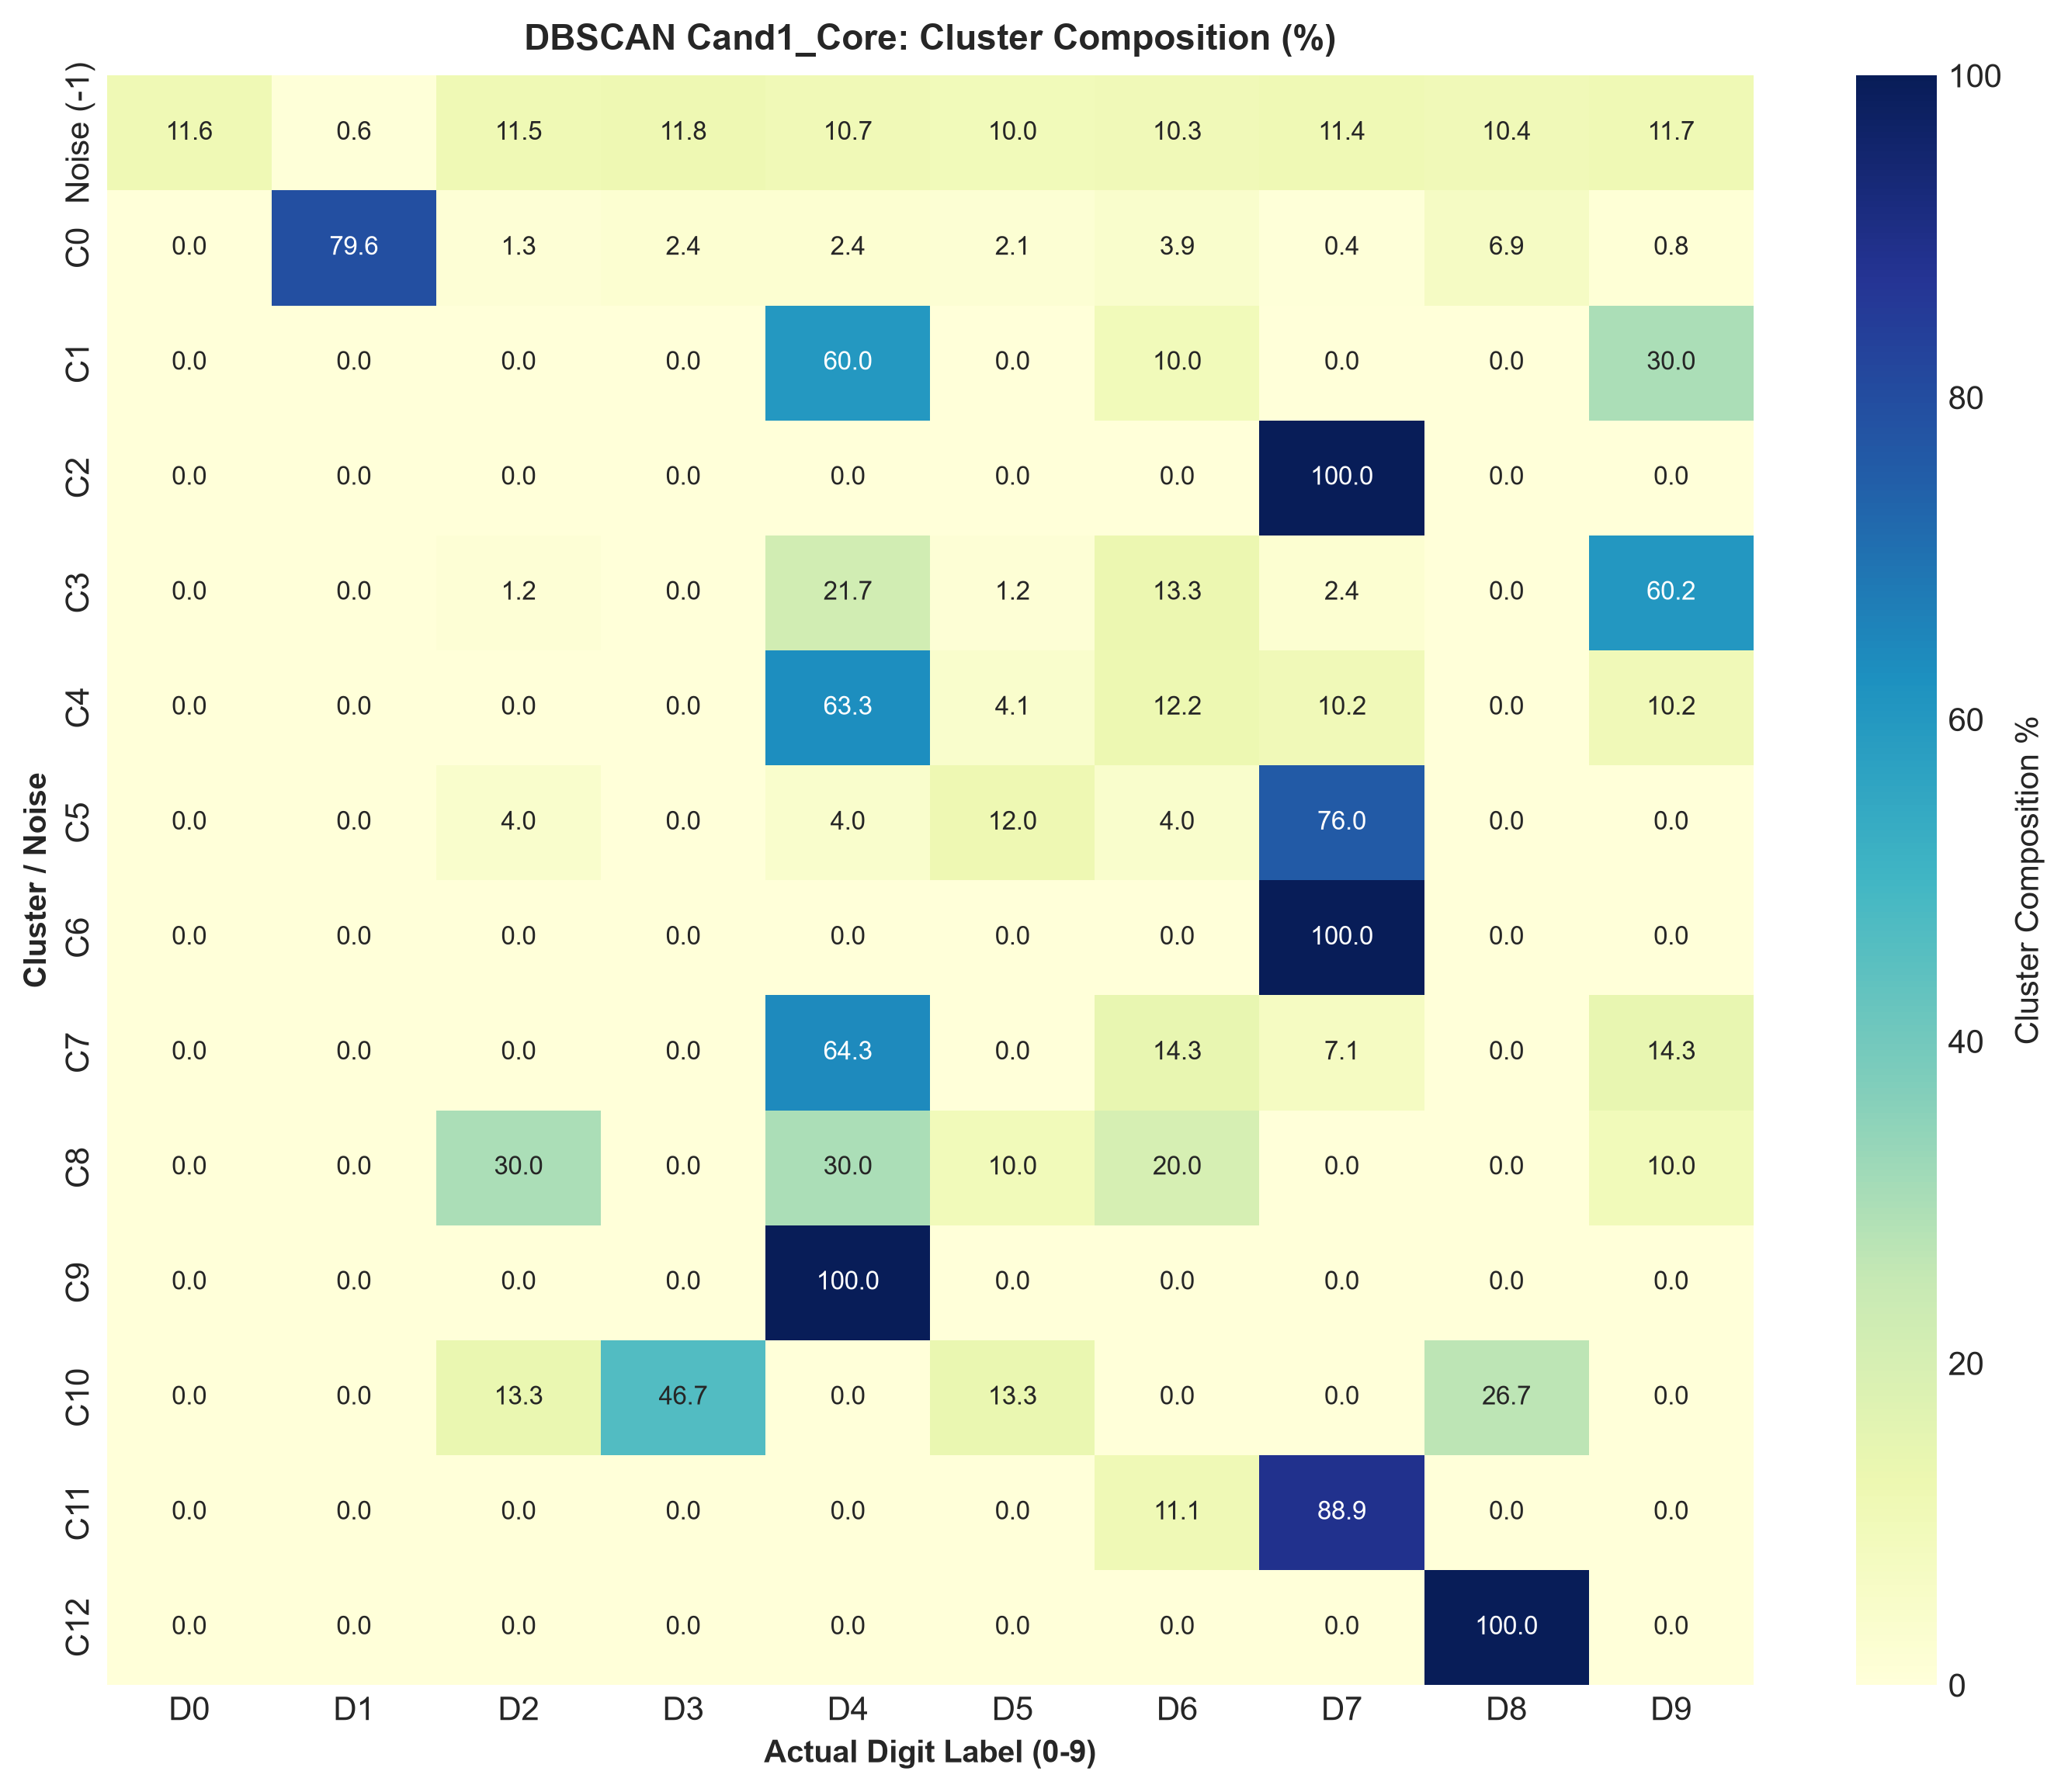 DBSCAN Cand1_Core: Cluster Composition (%)
Noise (-1) 11.6 0.6 11.5 11.8 10.7 10.0 10.3 11.4 10.4 11.7
C0 0.0 79.6 1.3 2.4 2.4 2.1 3.9 0.4 6.9 0.8
C1 0.0 0.0 0.0 0.0 60.0 0.0 10.0 0.0 0.0 30.0
C2 0.0 0.0 0.0 0.0 0.0 0.0 0.0 100.0 0.0 0.0
C3 0.0 0.0 1.2 0.0 21.7 1.2 13.3 2.4 0.0 60.2
C4 0.0 0.0 0.0 0.0 63.3 4.1 12.2 10.2 0.0 10.2
C5 0.0 0.0 4.0 0.0 4.0 12.0 4.0 76.0 0.0 0.0
C6 0.0 0.0 0.0 0.0 0.0 0.0 0.0 100.0 0.0 0.0
C7 0.0 0.0 0.0 0.0 64.3 0.0 14.3 7.1 0.0 14.3
C8 0.0 0.0 30.0 0.0 30.0 10.0 20.0 0.0 0.0 10.0
C9 0.0 0.0 0.0 0.0 100.0 0.0 0.0 0.0 0.0 0.0
C10 0.0 0.0 13.3 46.7 0.0 13.3 0.0 0.0 26.7 0.0
C11 0.0 0.0 0.0 0.0 0.0 0.0 11.1 88.9 0.0 0.0
C12 0.0 0.0 0.0 0.0 0.0 0.0 0.0 0.0 100.0 0.0
D0 D1 D2 D3 D4 D5 D6 D7 D8 D9
Actual Digit Label (0-9)
Cluster / Noise
100
80
60
40
20
0
Cluster Composition %